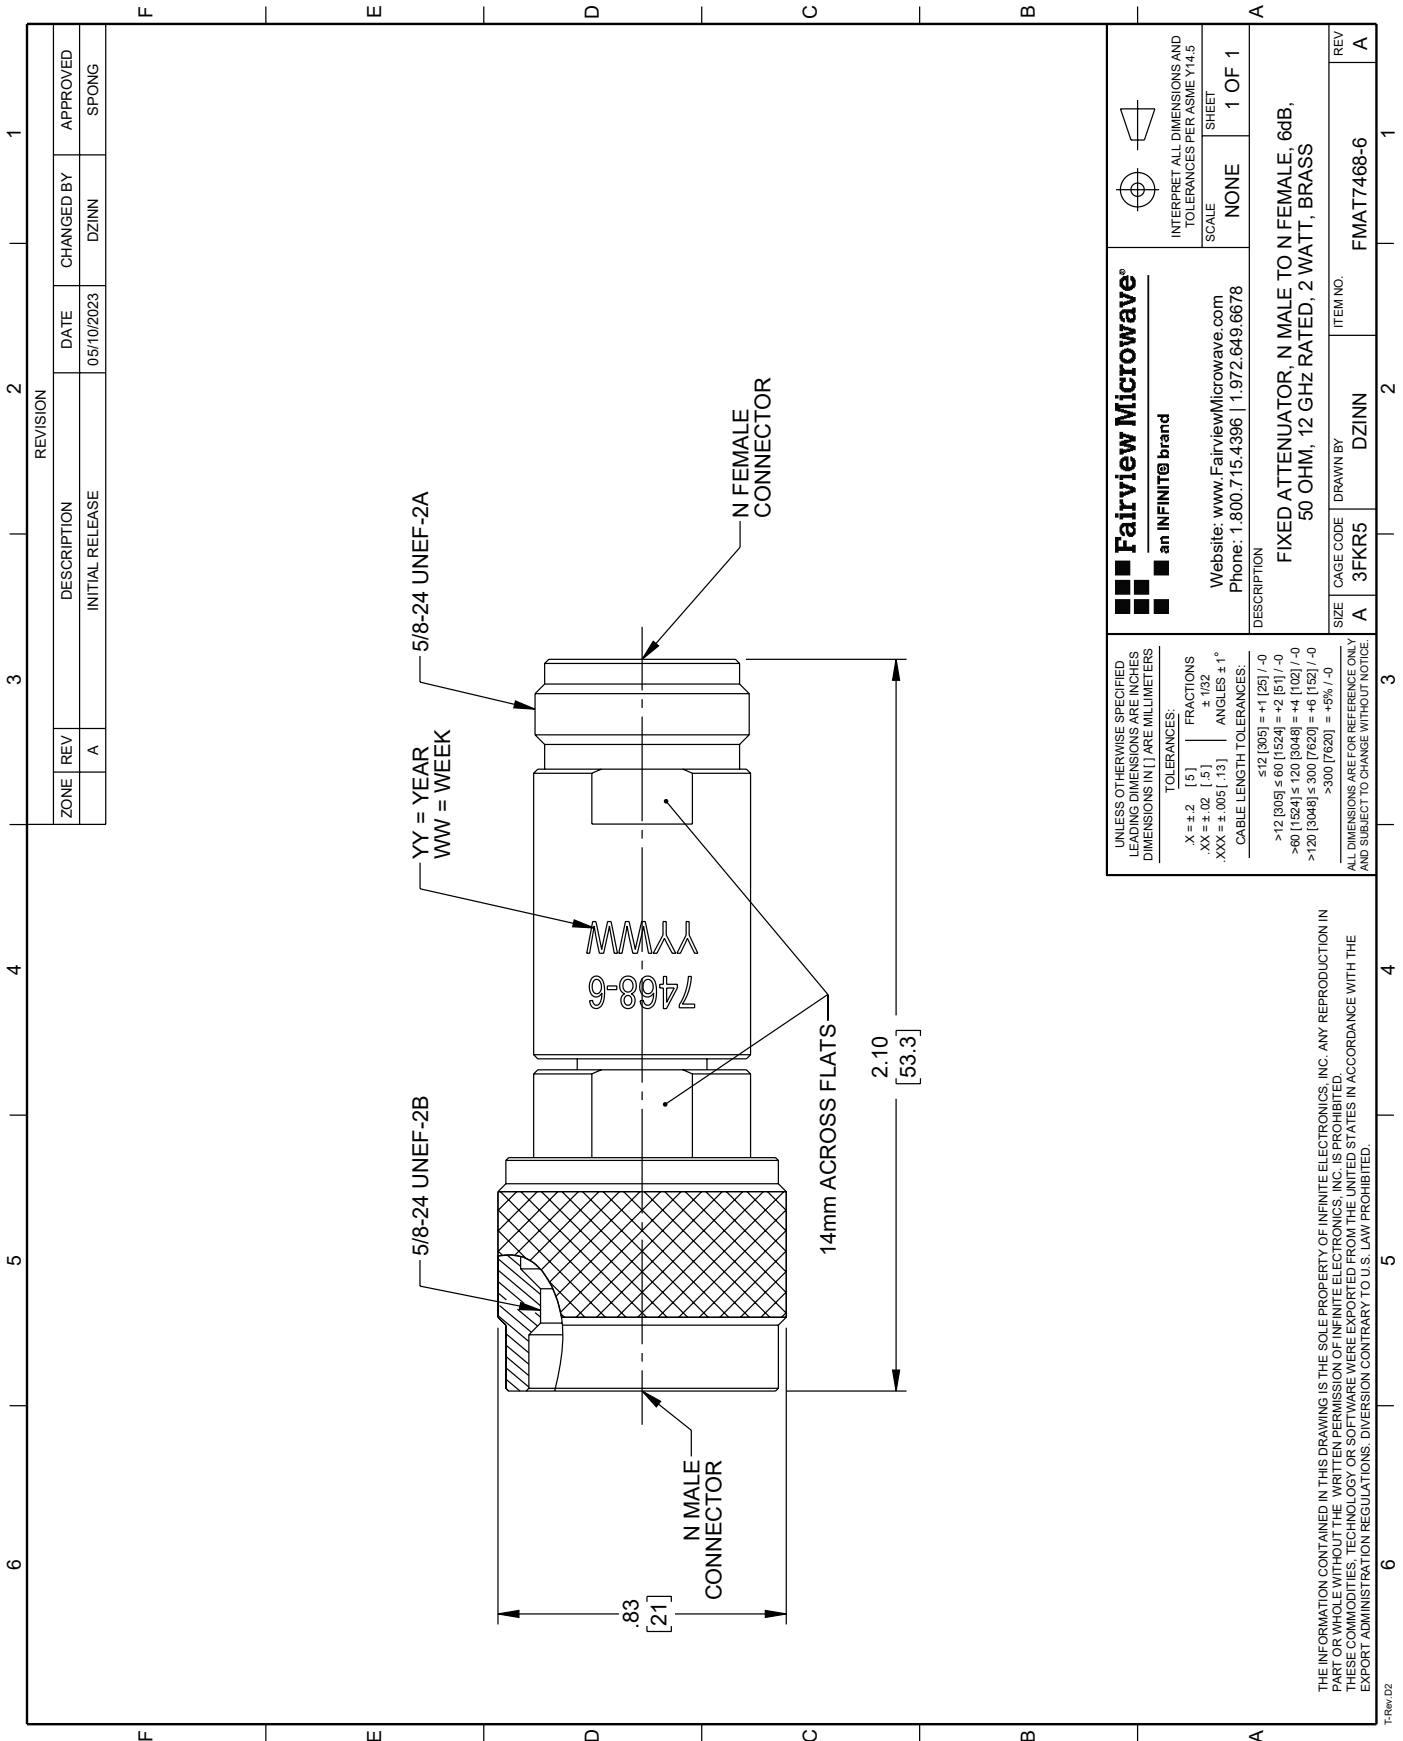 6
5
4
3
2
1
REVISION
ZONE REV DESCRIPTION DATE CHANGED BY APPROVED
A INITIAL RELEASE 05/10/2023 DZINN SPONG
F
F
E
E
D
D
C
C
B
B
A
A
5/8-24 UNEF-2B
YY = YEAR
WW = WEEK
5/8-24 UNEF-2A
7468-6
YYWW
N MALE
CONNECTOR
N FEMALE
CONNECTOR
.83
[21]
14mm ACROSS FLATS
2.10
[53.3]
UNLESS OTHERWISE SPECIFIED
LEADING DIMENSIONS ARE INCHES
DIMENSIONS IN [ ] ARE MILLIMETERS
TOLERANCES:
.X = ± .2 [ 5 ] FRACTIONS
.XX = ± .02 [ .5 ] ± 1/32
.XXX = ± .005 [ .13 ] ANGLES ± 1°
CABLE LENGTH TOLERANCES:
≤12 [305] = +1 [25] / -0
>12 [305] ≤ 60 [1524] = +2 [51] / -0
>60 [1524] ≤ 120 [3048] = +4 [102] / -0
>120 [3048] ≤ 300 [7620] = +6 [152] / -0
>300 [7620] = +5% / -0
ALL DIMENSIONS ARE FOR REFERENCE ONLY
AND SUBJECT TO CHANGE WITHOUT NOTICE.
Fairview Microwave®
an INFINIT@ brand
Website: www.FairviewMicrowave.com
Phone: 1.800.715.4396 | 1.972.649.6678
INTERPRET ALL DIMENSIONS AND
TOLERANCES PER ASME Y14.5
SCALE
NONE
SHEET
1 OF 1
DESCRIPTION
FIXED ATTENUATOR, N MALE TO N FEMALE, 6dB,
50 OHM, 12 GHz RATED, 2 WATT, BRASS
SIZE
A
CAGE CODE
3FKR5
DRAWN BY
DZINN
ITEM NO.
FMAT7468-6
REV
A
THE INFORMATION CONTAINED IN THIS DRAWING IS THE SOLE PROPERTY OF INFINITE ELECTRONICS, INC. ANY REPRODUCTION IN
PART OR WHOLE WITHOUT THE WRITTEN PERMISSION OF INFINITE ELECTRONICS, INC. IS PROHIBITED.
THESE COMMODITIES, TECHNOLOGY OR SOFTWARE WERE EXPORTED FROM THE UNITED STATES IN ACCORDANCE WITH THE
EXPORT ADMINISTRATION REGULATIONS. DIVERSION CONTRARY TO U.S. LAW PROHIBITED.
T-Rev.D2
6
5
4
3
2
1